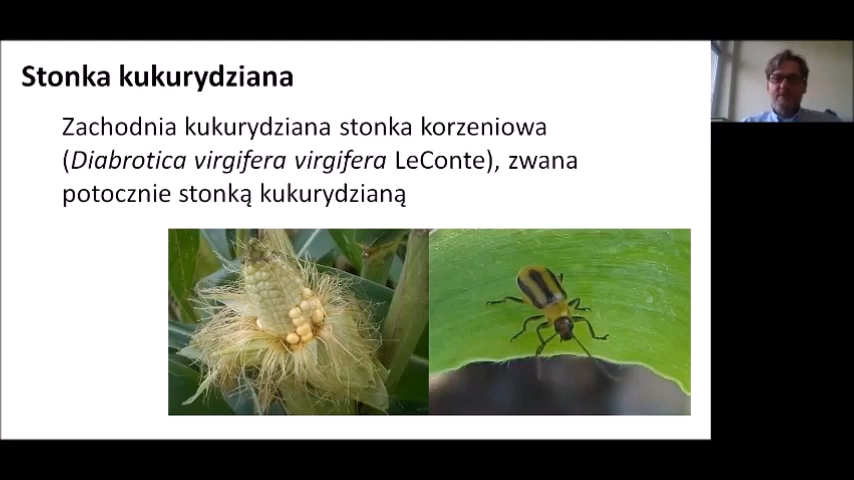 Stonka kukurydziana
Zachodnia kukurydziana stonka korzeniowa
(Diabrotica virgifera virgifera LeConte), zwana
potocznie stonką kukurydzianą